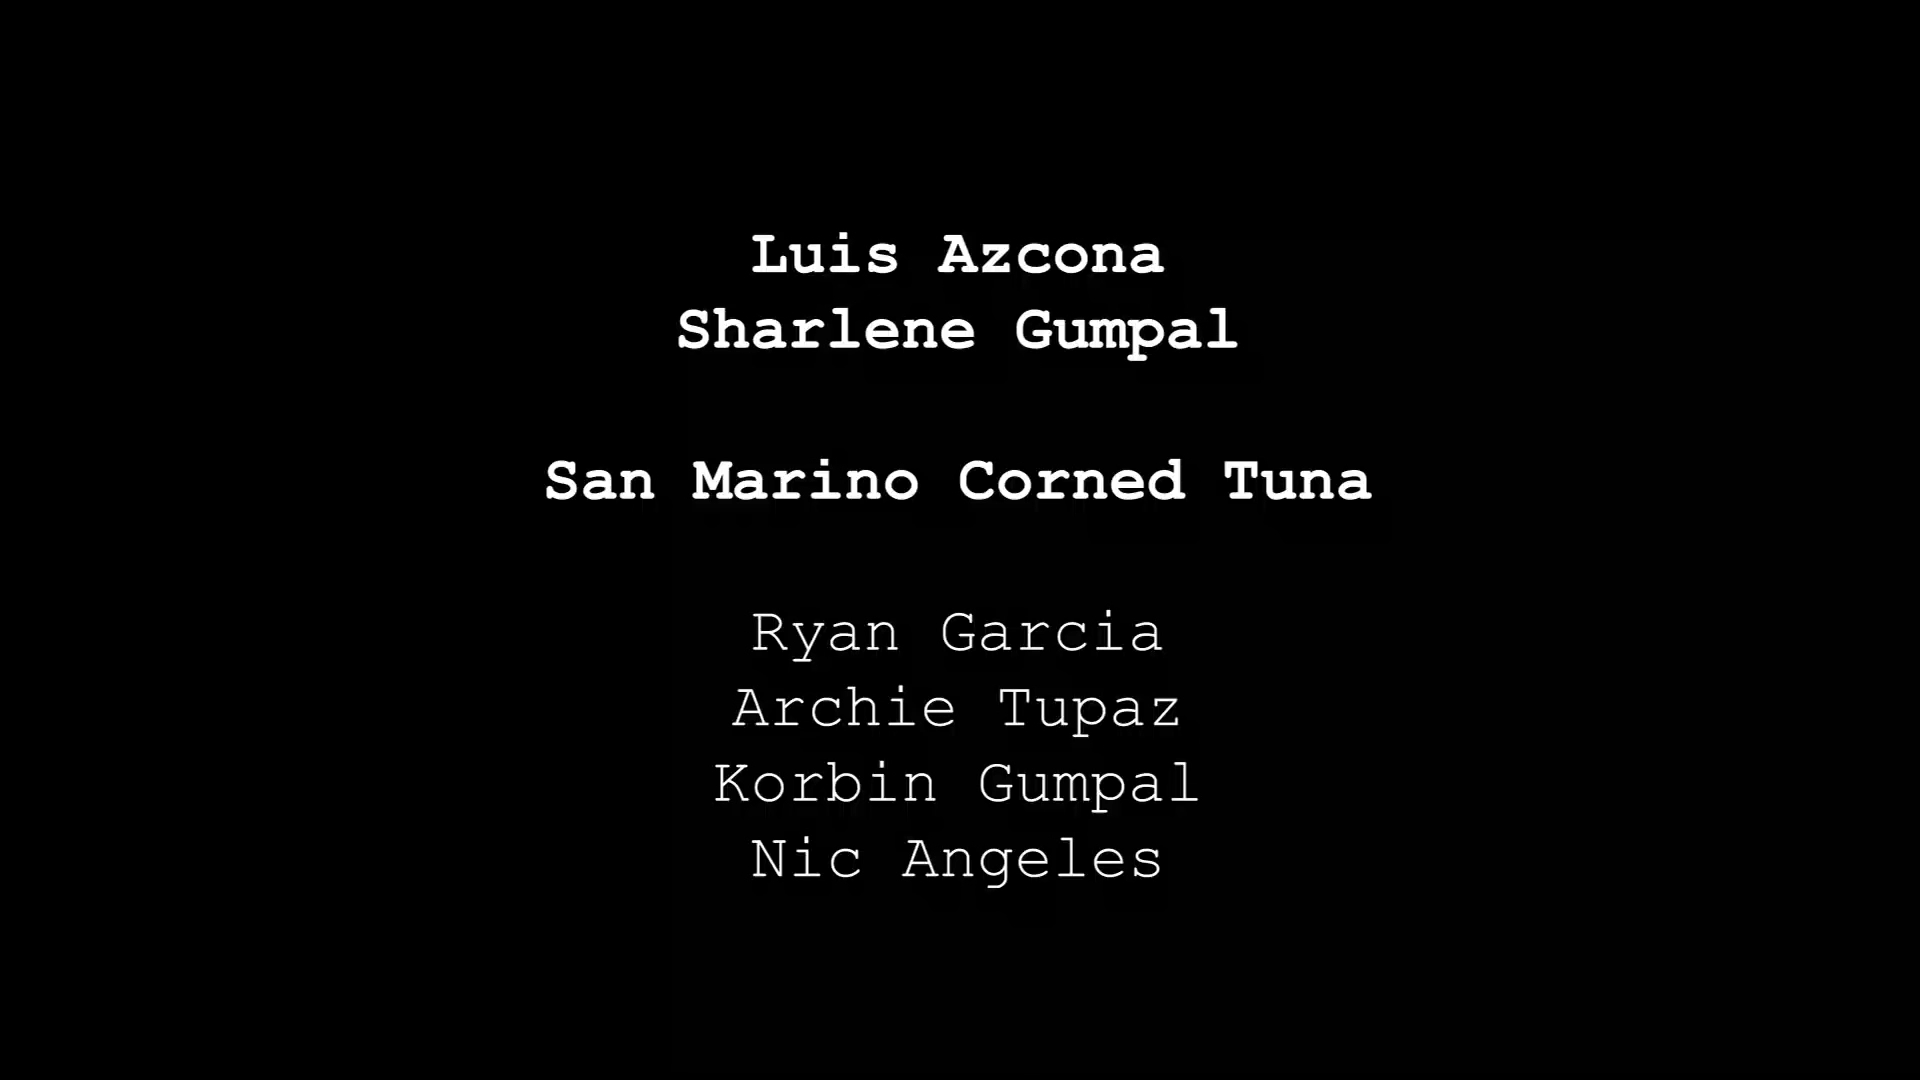 Luis Azcona
Sharlene Gumpal
San Marino Corned Tuna
Ryan Garcia
Archie Tupaz
Korbin Gumpal
Nic Angeles